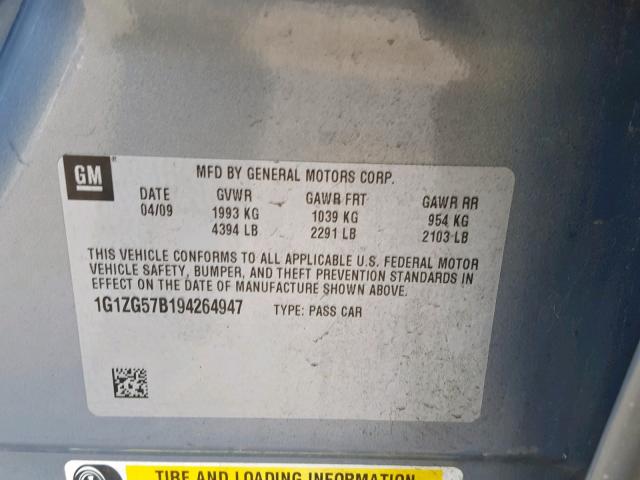 GM
MFD BY GENERAL MOTORS CORP.
DATE GVWR GAWR FRT GAWR RR
04/09 1993 KG 1039 KG 954 KG
4394 LB 2291 LB 2103 LB
THIS VEHICLE CONFORMS TO ALL APPLICABLE U.S. FEDERAL MOTOR
VEHICLE SAFETY, BUMPER, AND THEFT PREVENTION STANDARDS IN
EFFECT ON THE DATE OF MANUFACTURE SHOWN ABOVE.
1G1ZG57B194264947 TYPE: PASS CAR
TIRE AND LOADING INFORMATION